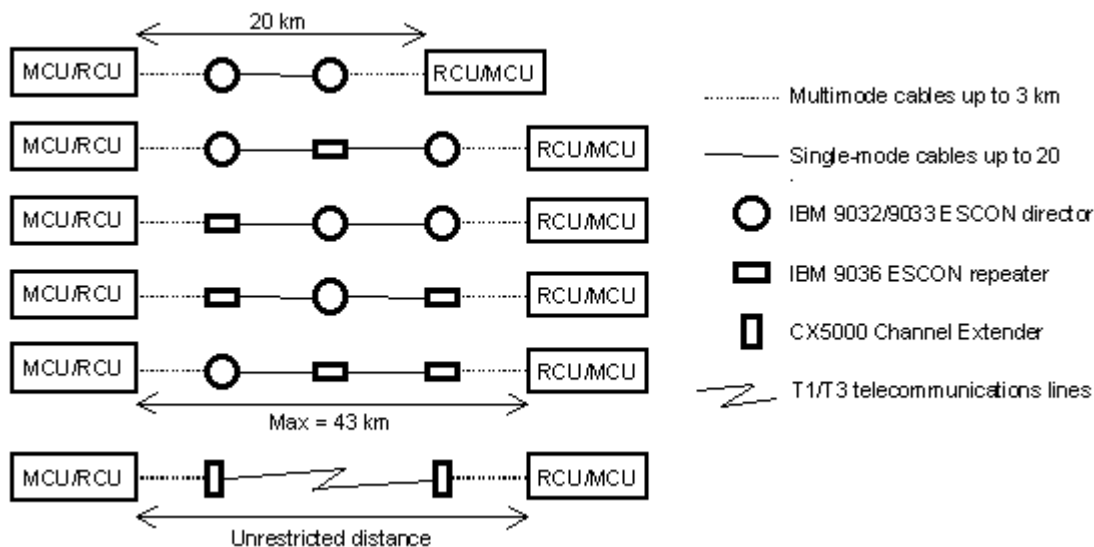 20 km
MCU/RCU RCU/MCU
MCU/RCU RCU/MCU
MCU/RCU RCU/MCU
MCU/RCU RCU/MCU
MCU/RCU RCU/MCU
Max = 43 km
MCU/RCU RCU/MCU
Unrestricted distance
Multimode cables up to 3 km
Single-mode cables up to 20
.
IBM 9032/9033 ESCON director
IBM 9036 ESCON repeater
CX5000 Channel Extender
T1/T3 telecommunications lines